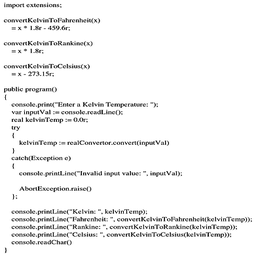 import extensions;
convertKelvinToFahrenheit(x)
= x * 1.8r - 459.6r;
convertKelvinToRankine(x)
= x * 1.8r;
convertKelvinToCelsius(x)
= x - 273.15r;
public program()
{
console.print("Enter a Kelvin Temperature: ");
var inputVal := console.readLine();
real kelvinTemp := 0.0r;
try
{
kelvinTemp := realConvertor.convert(inputVal)
}
catch(Exception e)
{
console.printLine("Invalid input value: ", inputVal);
AbortException.raise()
};
console.printLine("Kelvin: ", kelvinTemp);
console.printLine("Fahrenheit: ", convertKelvinToFahrenheit(kelvinTemp));
console.printLine("Rankine: ", convertKelvinToRankine(kelvinTemp));
console.printLine("Celsius: ", convertKelvinToCelsius(kelvinTemp));
console.readChar()
}